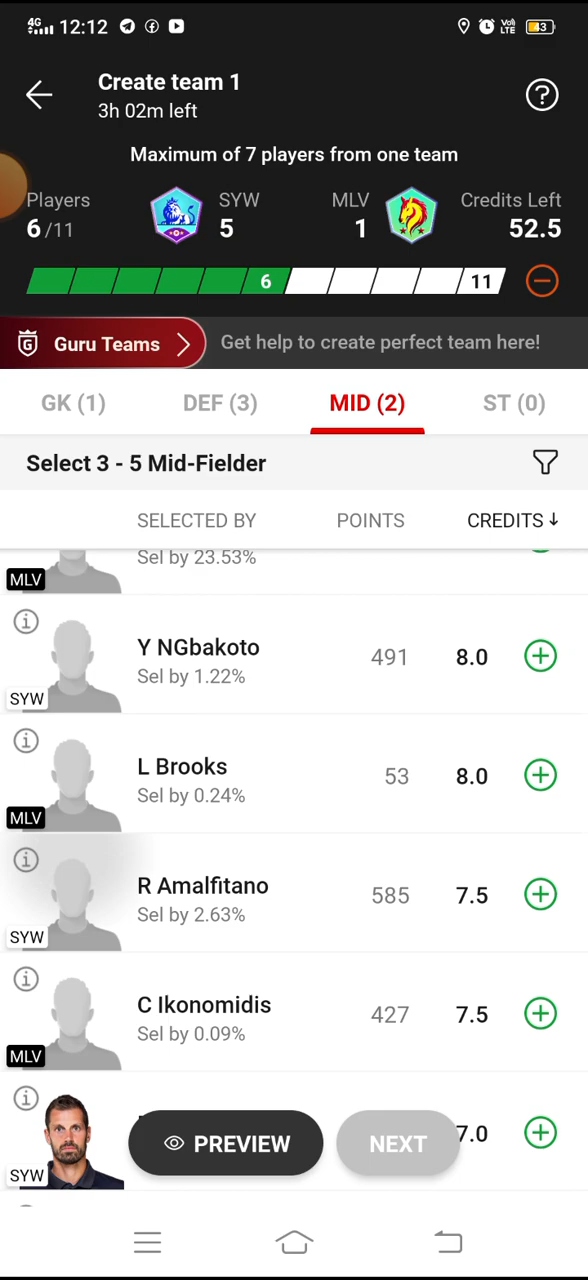 4G 12:12 Vo) LTE 43
Create team 1
3h 02m left
Maximum of 7 players from one team
Players SYW MLV Credits Left
6/11 5 1 52.5
6 11
G Guru Teams Get help to create perfect team here!
GK (1) DEF (3) MID (2) ST (0)
Select 3 - 5 Mid-Fielder
SELECTED BY POINTS CREDITS↓
Sel by 23.53%
MLV
Y NGbakoto 491 8.0
Sel by 1.22%
SYW
L Brooks 53 8.0
Sel by 0.24%
MLV
R Amalfitano 585 7.5
Sel by 2.63%
SYW
C Ikonomidis 427 7.5
Sel by 0.09%
MLV
PREVIEW NEXT 7.0
SYW